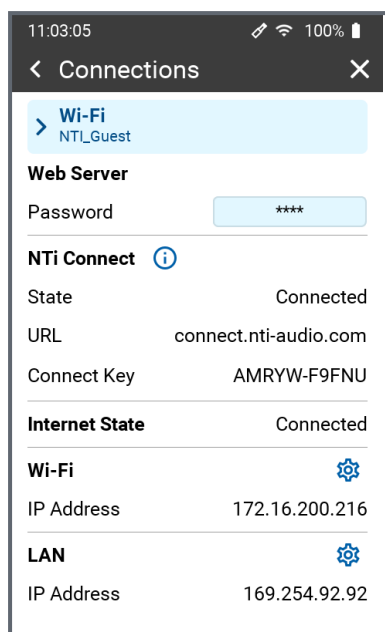 11:03:05 100%
Connections
Wi-Fi
NTI_Guest
Web Server
Password ****
NTi Connect
State Connected
URL connect.nti-audio.com
Connect Key AMRYW-F9FNU
Internet State Connected
Wi-Fi
IP Address 172.16.200.216
LAN
IP Address 169.254.92.92